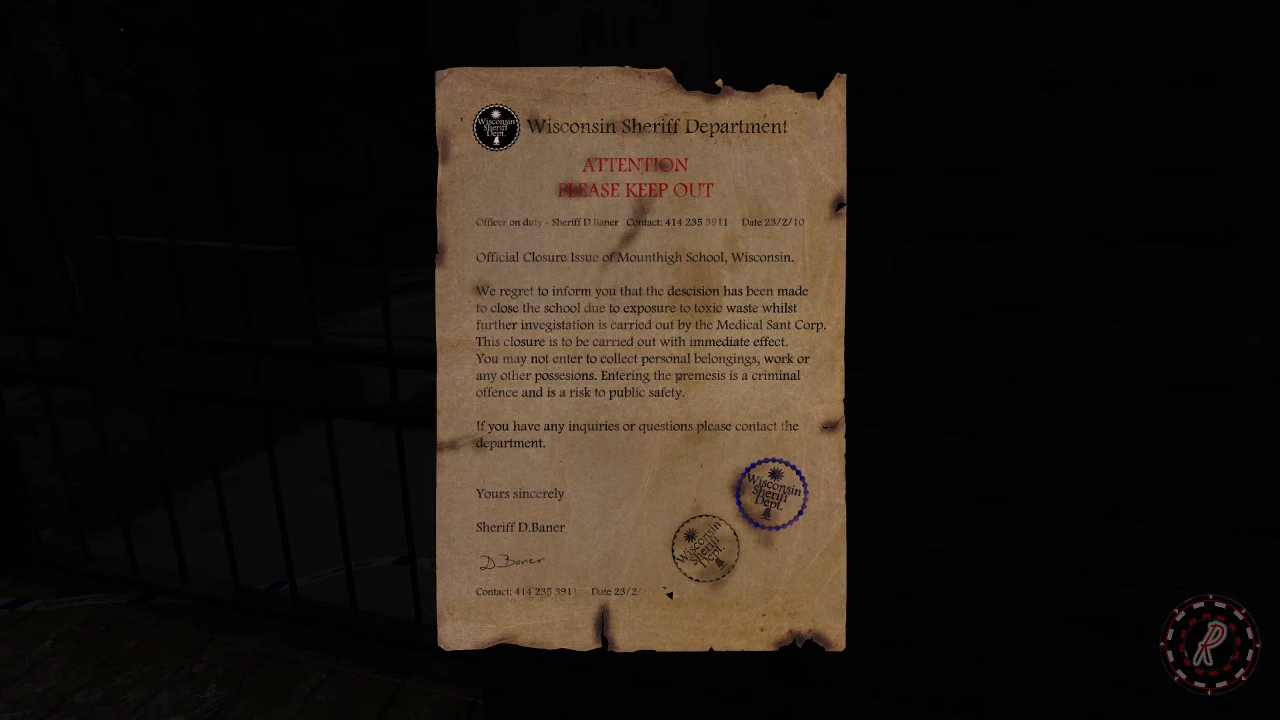 Wisconsin
Sheriff
Dept.
Wisconsin Sheriff Department
ATTENTION
PLEASE KEEP OUT
Officer on duty - Sheriff D Baner Contact: 414 235 3911 Date 23/2/10
Official Closure Issue of Mounthigh School, Wisconsin.
We regret to inform you that the descision has been made
to close the school due to exposure to toxic waste whilst
further invegistation is carried out by the Medical Sant Corp.
This closure is to be carried out with immediate effect.
You may not enter to collect personal belongings, work or
any other possesions. Entering the premesis is a criminal
offence and is a risk to public safety.
If you have any inquiries or questions please contact the
department.
Yours sincerely
Sheriff D.Baner
D.Baner
Wisconsin
Sheriff
Dept.
Wisconsin
Sheriff
Dept.
Contact: 414 235 3911 Date 23/2/
R